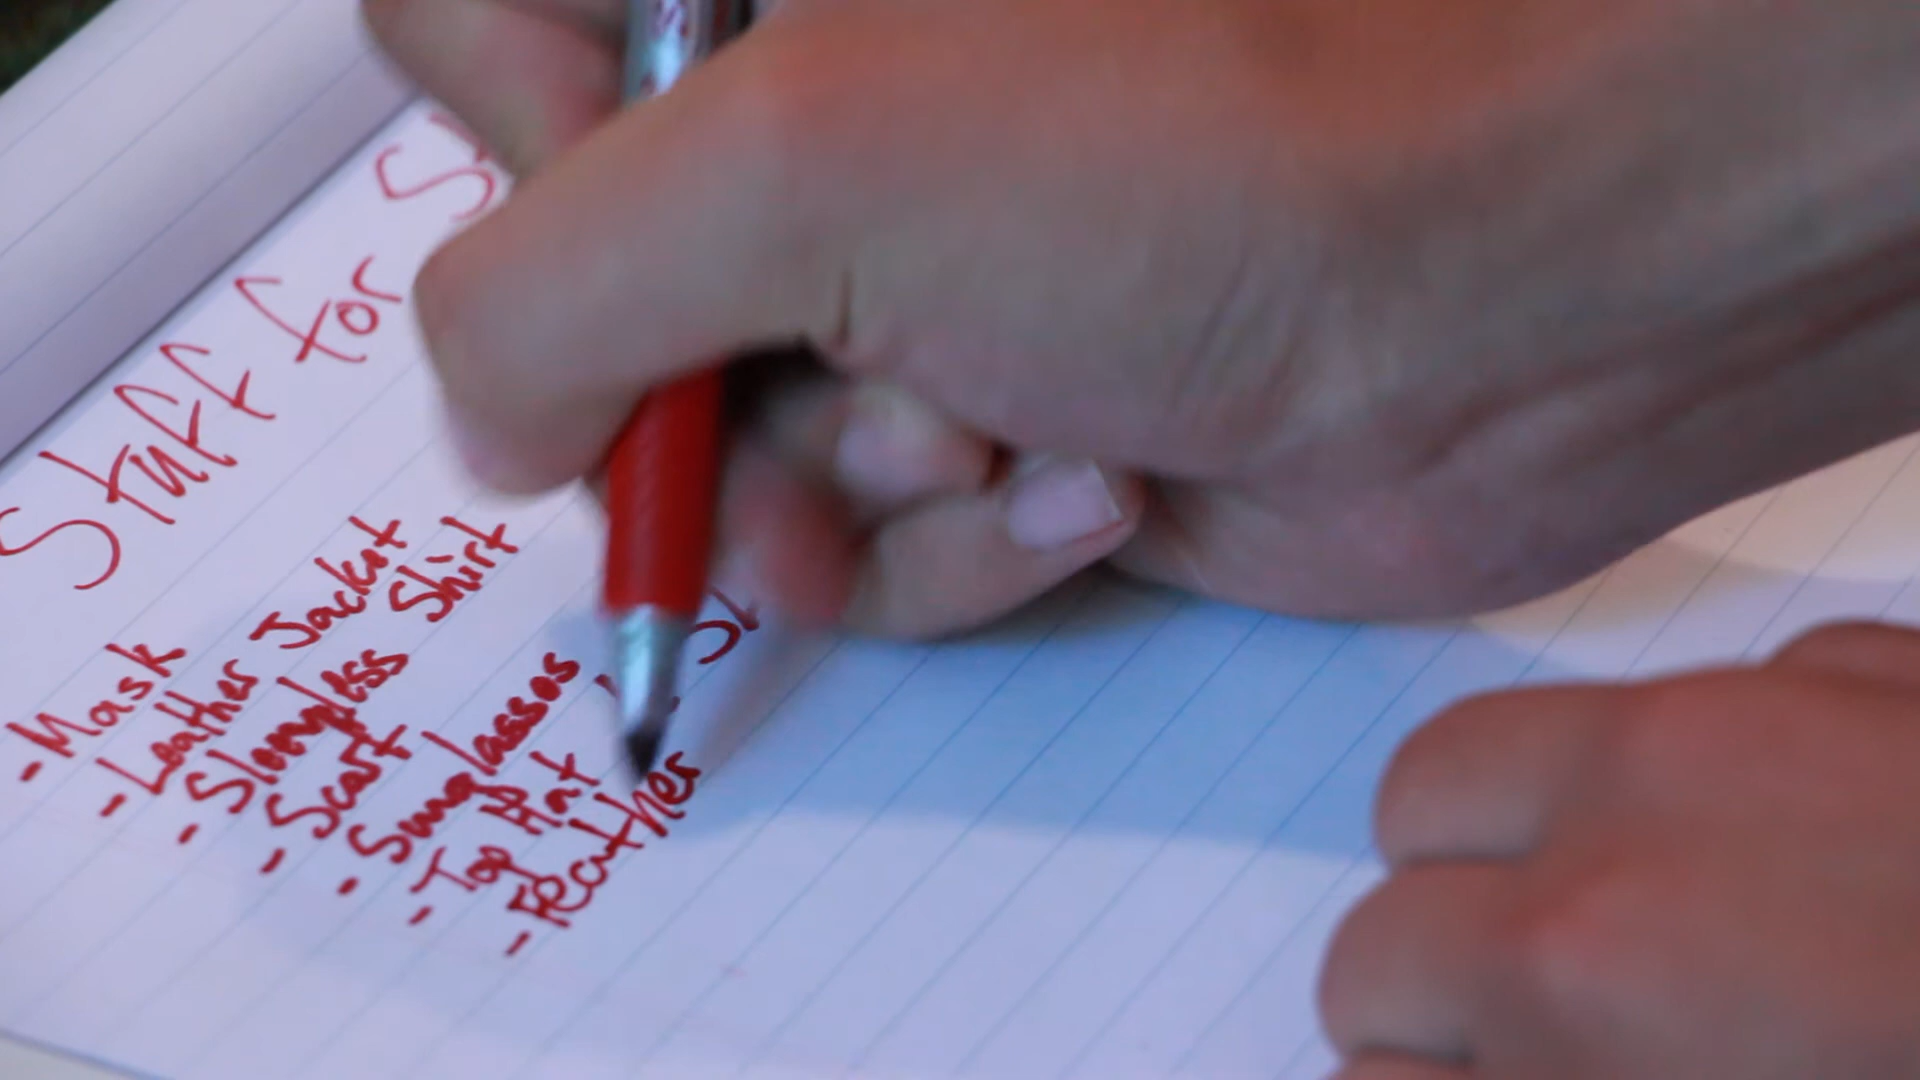 Stuff for S
- Mask
- Leather Jacket
- Sleeveless Shirt
- Scarf
- Sunglasses
- Top Hat
- Feather